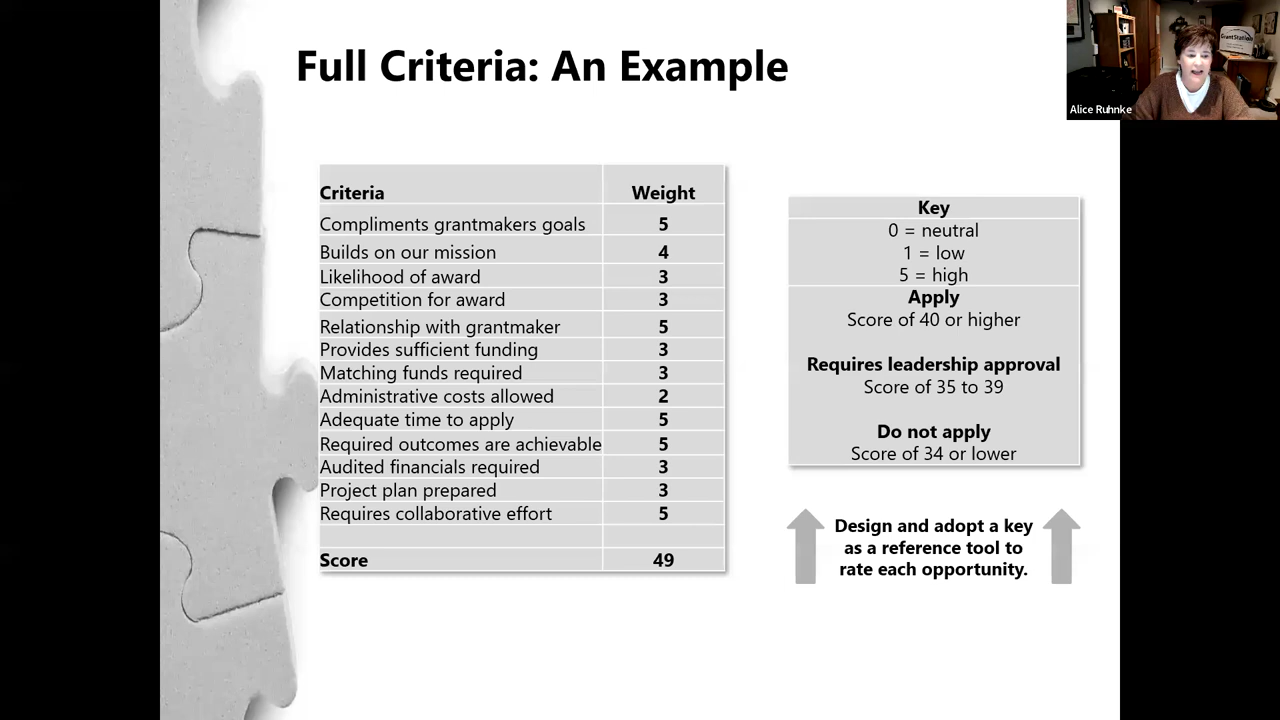 Full Criteria: An Example
GrantStation
Alice Ruhnke
Criteria Weight
Compliments grantmakers goals 5
Builds on our mission 4
Likelihood of award 3
Competition for award 3
Relationship with grantmaker 5
Provides sufficient funding 3
Matching funds required 3
Administrative costs allowed 2
Adequate time to apply 5
Required outcomes are achievable 5
Audited financials required 3
Project plan prepared 3
Requires collaborative effort 5
Score 49
Key
0 = neutral
1 = low
5 = high
Apply
Score of 40 or higher
Requires leadership approval
Score of 35 to 39
Do not apply
Score of 34 or lower
Design and adopt a key
as a reference tool to
rate each opportunity.